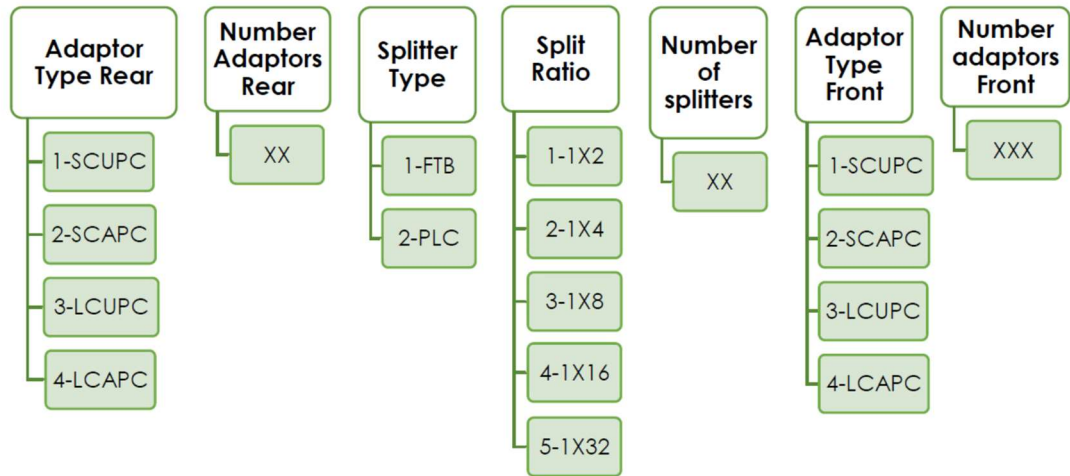 Adaptor
Type Rear
1-SCUPC
2-SCAPC
3-LCUPC
4-LCAPC
Number
Adaptors
Rear
XX
Splitter
Type
1-FTB
2-PLC
Split
Ratio
1-1X2
2-1X4
3-1X8
4-1X16
5-1X32
Number
of
splitters
XX
Adaptor
Type
Front
1-SCUPC
2-SCAPC
3-LCUPC
4-LCAPC
Number
adaptors
Front
XXX